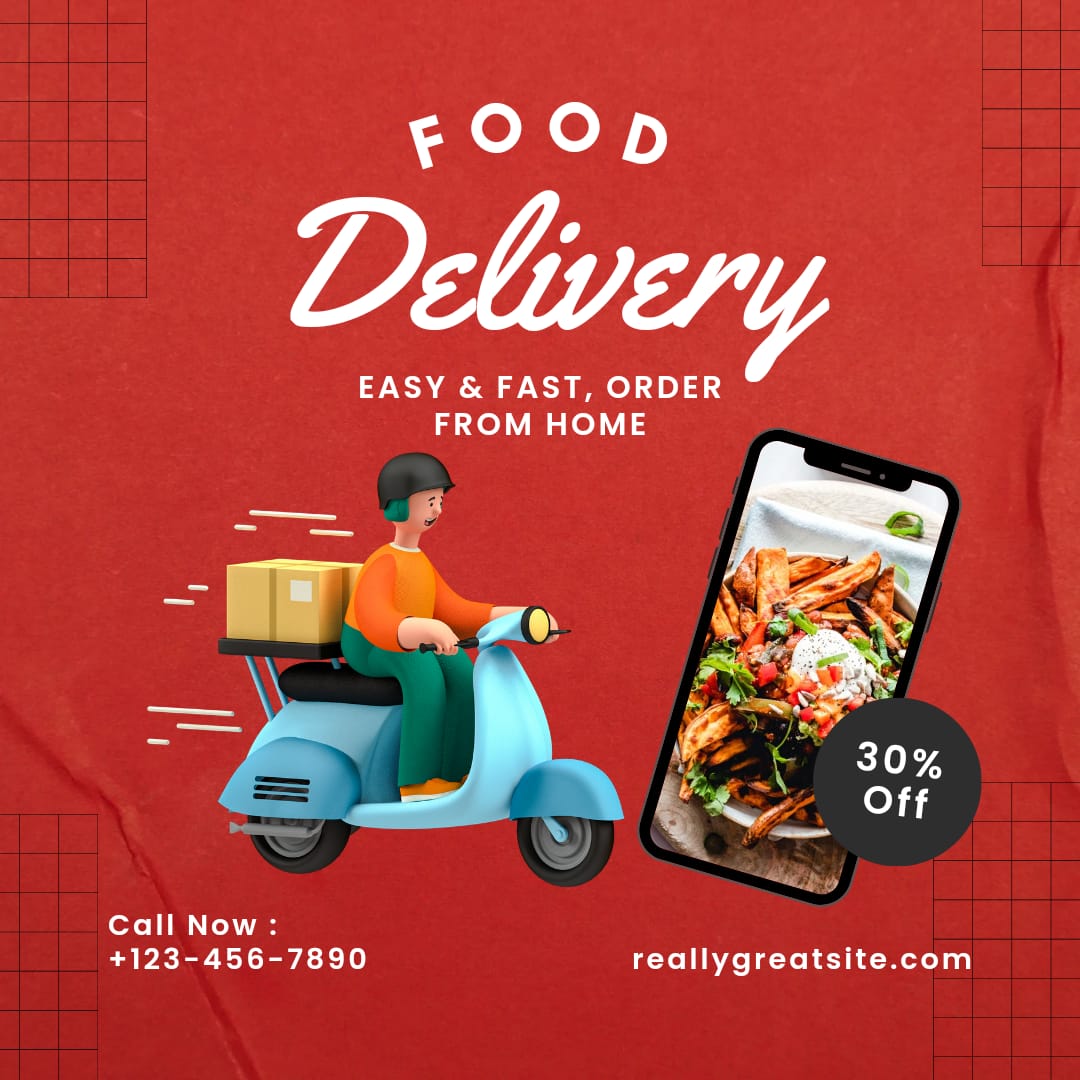 FOOD
Delivery
EASY & FAST, ORDER
FROM HOME
30%
Off
Call Now :
+123-456-7890
reallygreatsite.com